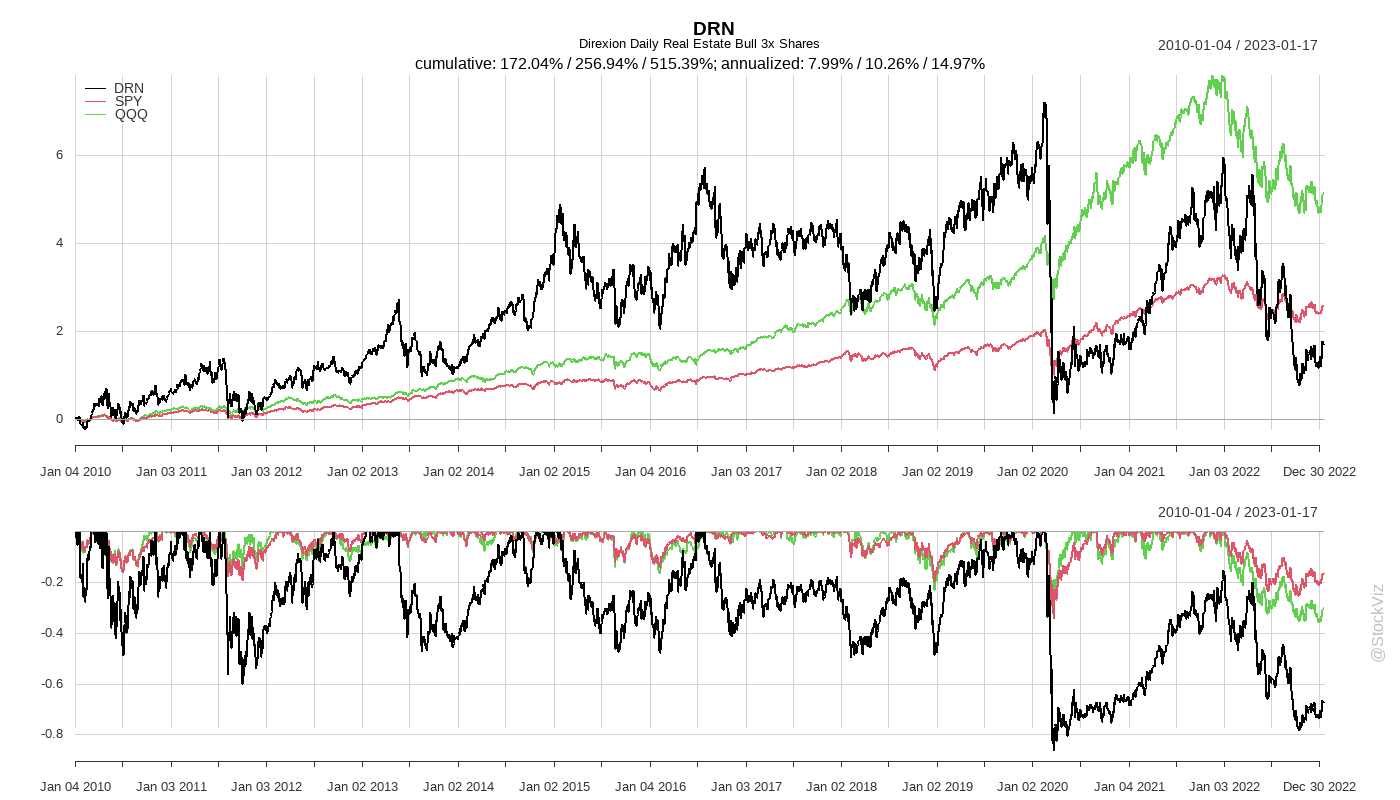 DRN
Direxion Daily Real Estate Bull 3x Shares
2010-01-04 / 2023-01-17
cumulative: 172.04% / 256.94% / 515.39%; annualized: 7.99% / 10.26% / 14.97%
DRN
SPY
QQQ
6
4
2
0
Jan 04 2010 Jan 03 2011 Jan 03 2012 Jan 02 2013 Jan 02 2014 Jan 02 2015 Jan 04 2016 Jan 03 2017 Jan 02 2018 Jan 02 2019 Jan 02 2020 Jan 04 2021 Jan 03 2022 Dec 30 2022
2010-01-04 / 2023-01-17
-0.2
-0.4
-0.6
-0.8
Jan 04 2010 Jan 03 2011 Jan 03 2012 Jan 02 2013 Jan 02 2014 Jan 02 2015 Jan 04 2016 Jan 03 2017 Jan 02 2018 Jan 02 2019 Jan 02 2020 Jan 04 2021 Jan 03 2022 Dec 30 2022
@StockViz